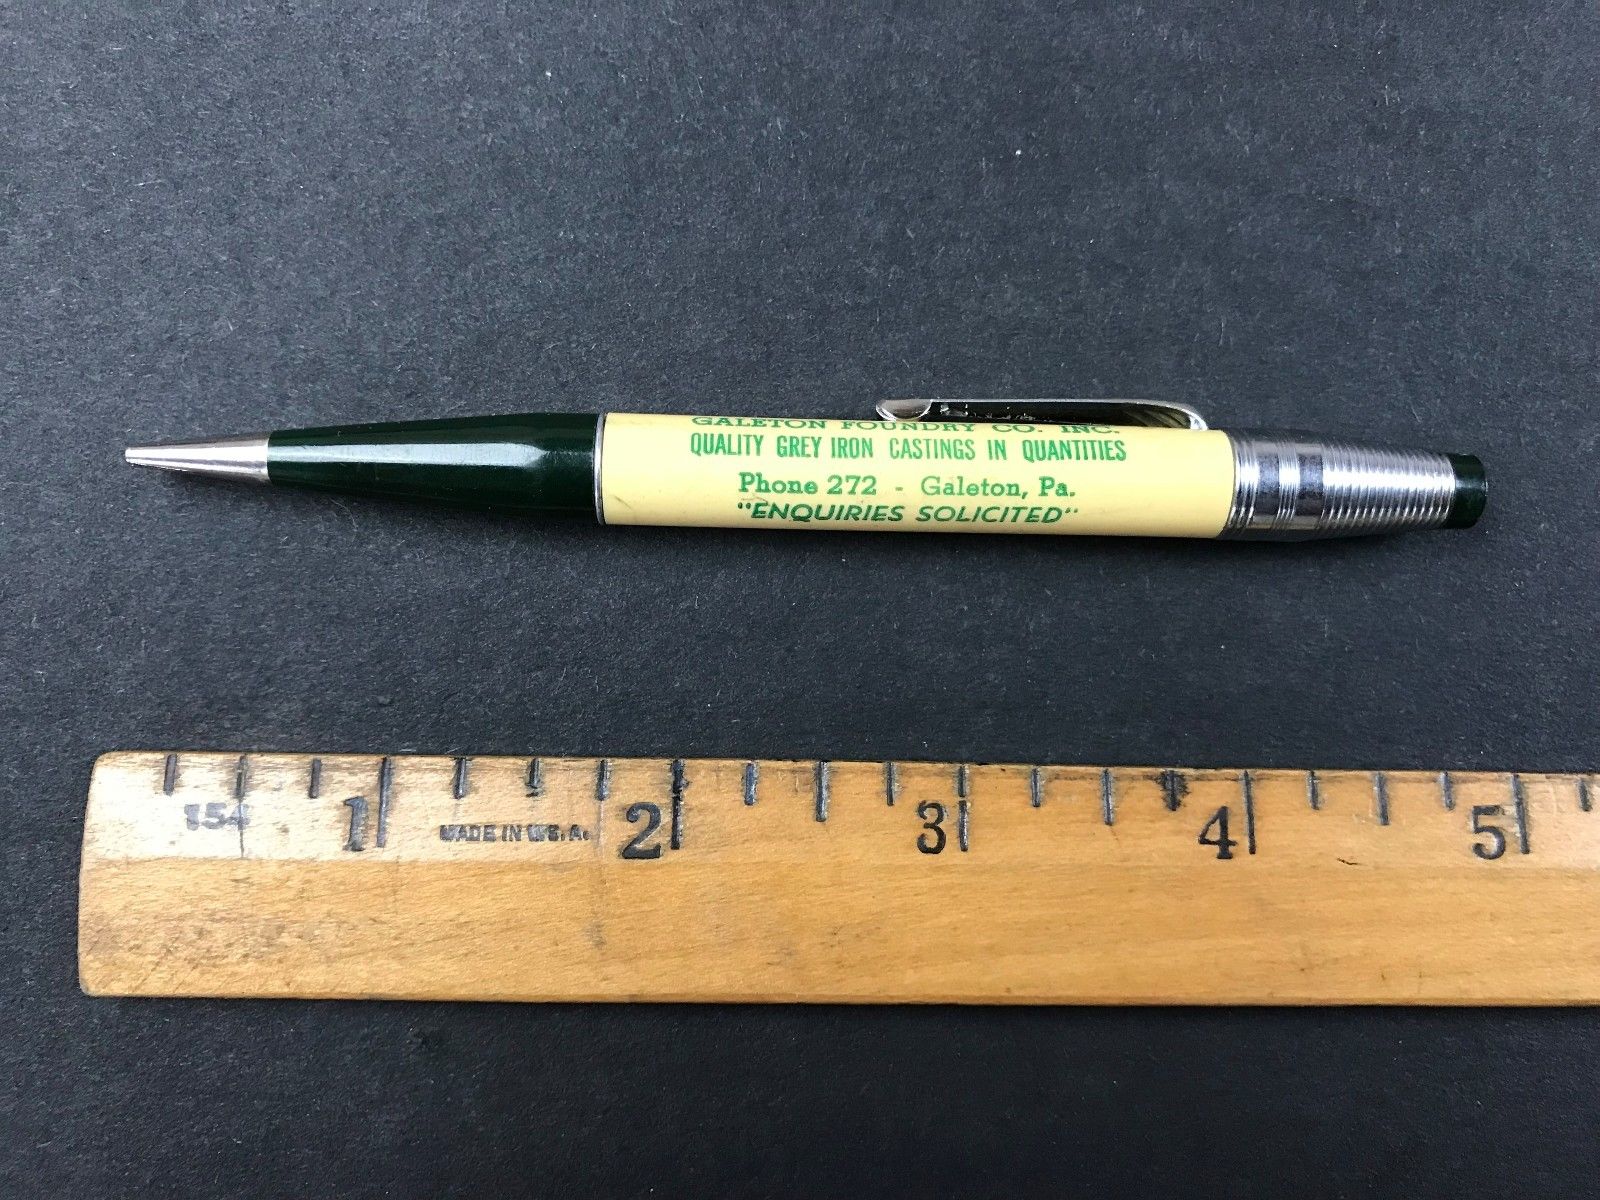 GALETON FOUNDRY CO. INC.
QUALITY GREY IRON CASTINGS IN QUANTITIES
Phone 272 - Galeton, Pa.
"ENQUIRIES SOLICITED"
1 2 3 4 5
154 MADE IN U.S.A.